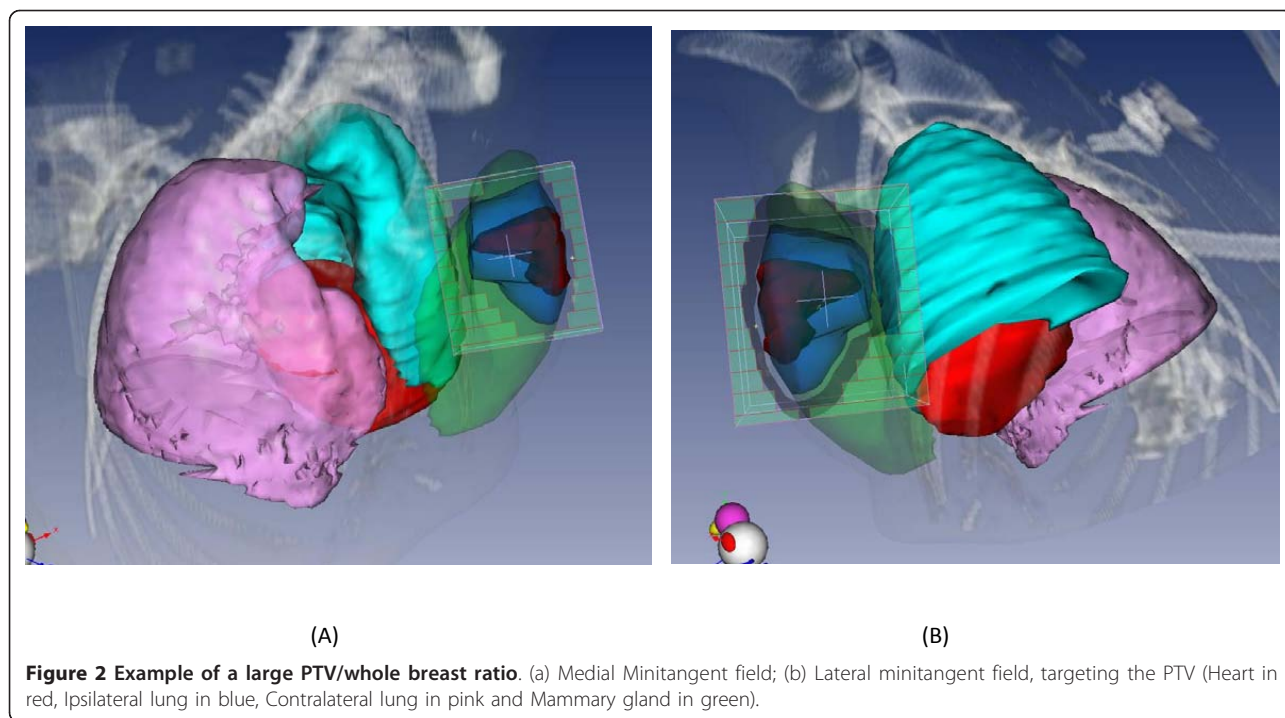 (A) (B)
Figure 2 Example of a large PTV/whole breast ratio. (a) Medial Minitangent field; (b) Lateral minitangent field, targeting the PTV (Heart in
red, Ipsilateral lung in blue, Contralateral lung in pink and Mammary gland in green).